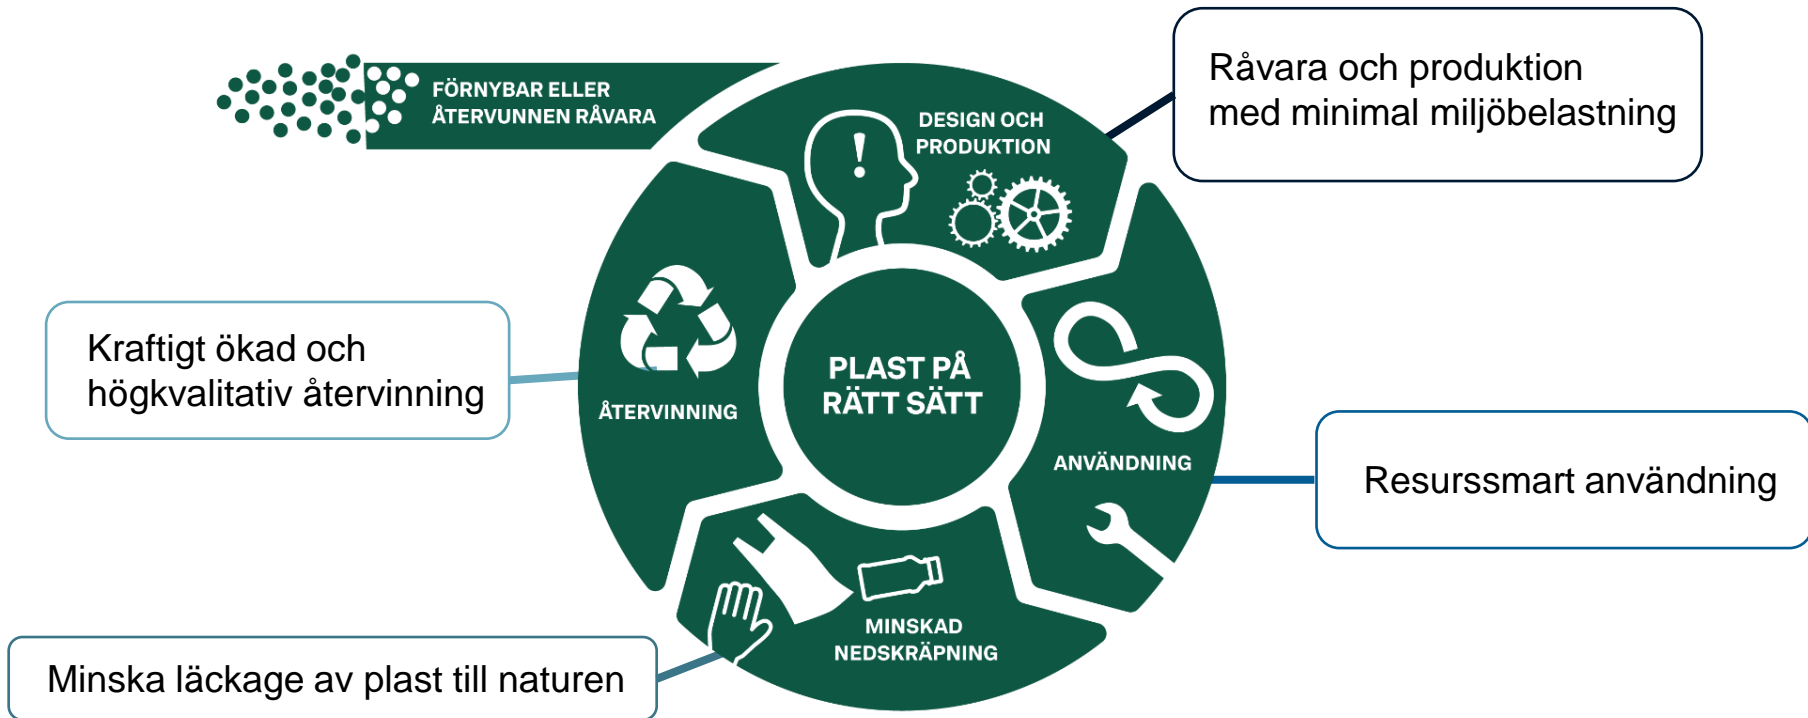 FÖRNYBAR ELLER
ÅTERVUNNEN RÅVARA
DESIGN OCH
PRODUKTION
Råvara och produktion
med minimal miljöbelastning
Kraftigt ökad och
högkvalitativ återvinning
ÅTERVINNING
PLAST PÅ
RÄTT SÄTT
ANVÄNDNING
Resurssmart användning
MINSKAD
NEDSKRÄPNING
Minska läckage av plast till naturen